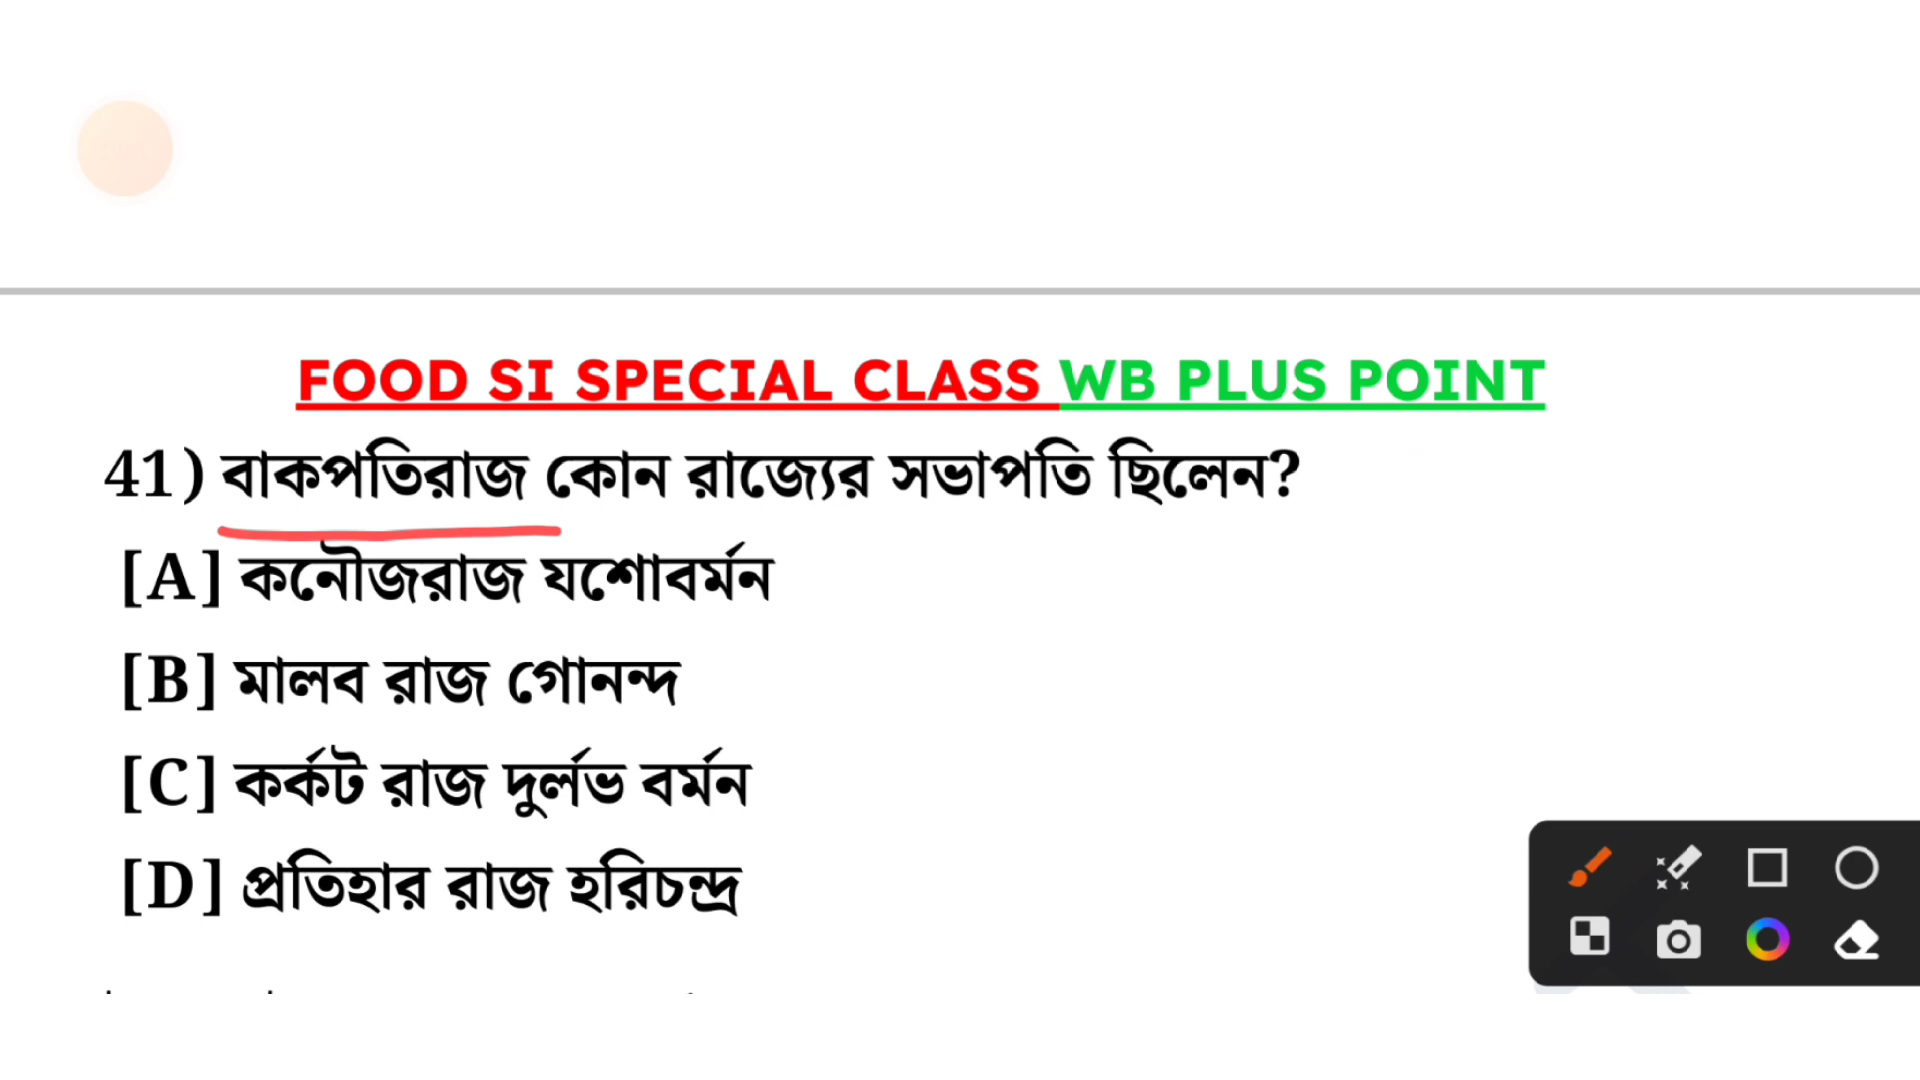 FOOD SI SPECIAL CLASS WB PLUS POINT
41) বাকপতিরাজ কোন রাজ্যের সভাপতি ছিলেন?
[A] কনৌজরাজ যশোবর্মন
[B] মালব রাজ গোনন্দ
[C] কর্কট রাজ দুর্লভ বর্মন
[D] প্রতিহার রাজ হরিচন্দ্র